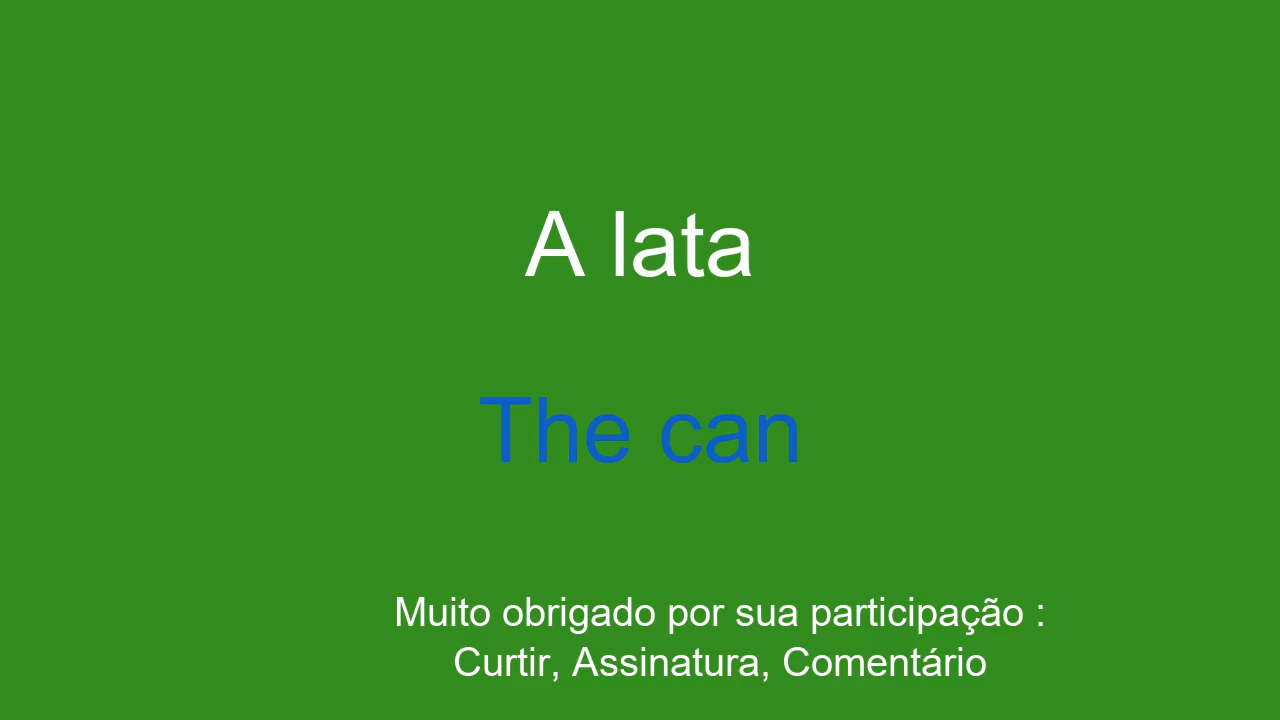 A lata
The can
Muito obrigado por sua participação :
Curtir, Assinatura, Comentário